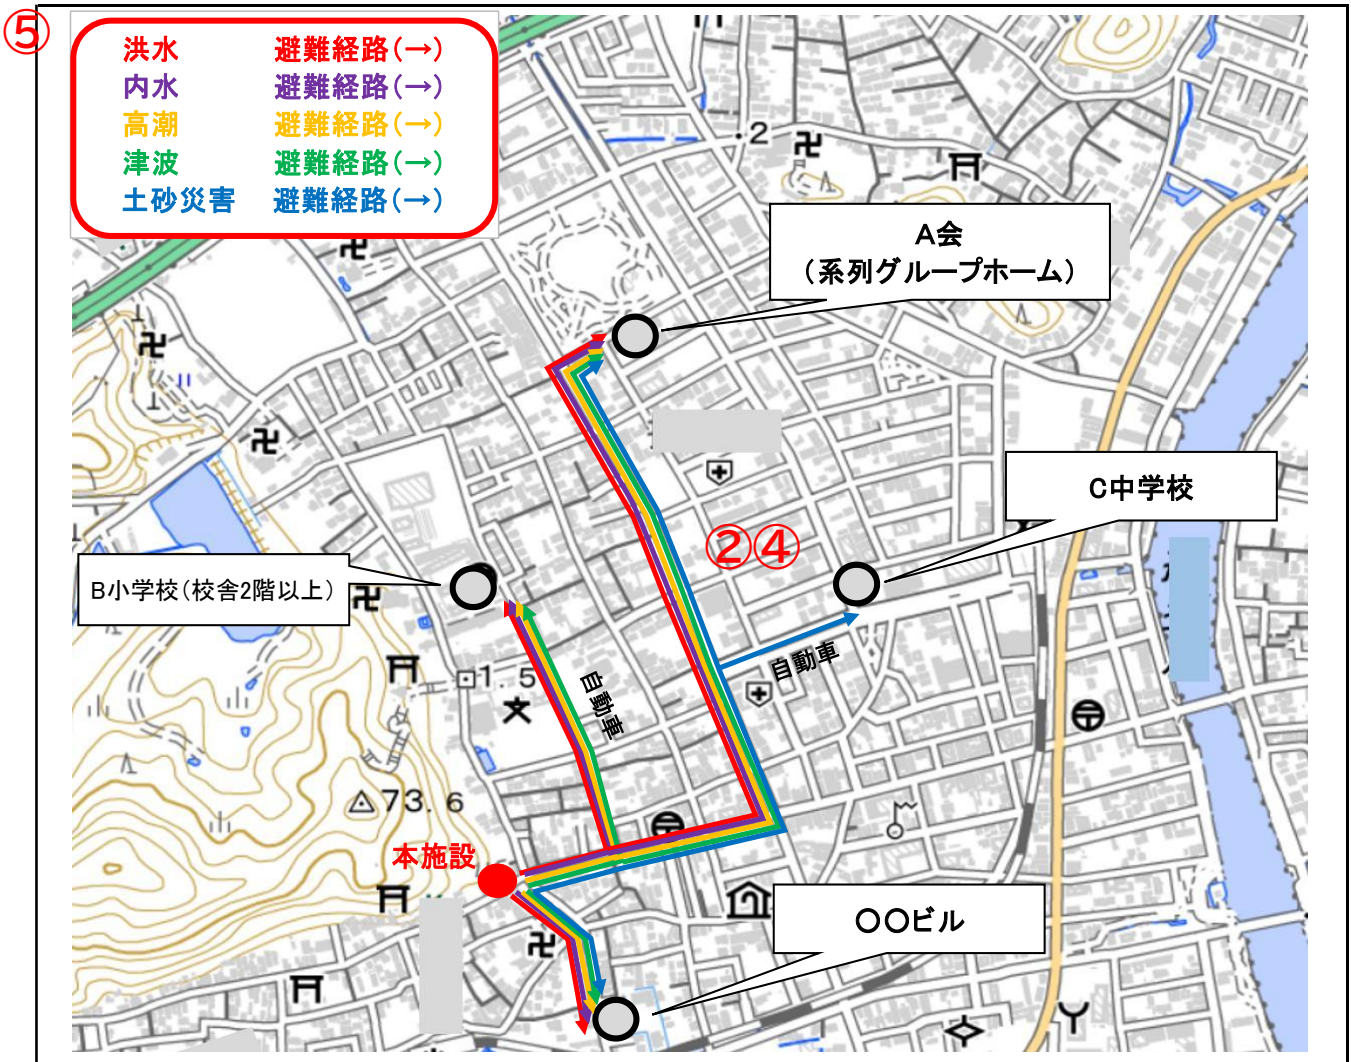 ⑤
洪水 避難経路(→)
内水 避難経路(→)
高潮 避難経路(→)
津波 避難経路(→)
土砂災害 避難経路(→)
・2
A会
(系列グループホーム)
C中学校
②④
B小学校(校舎2階以上)
1.5
自動車
自動車
73.6
本施設
〇〇ビル